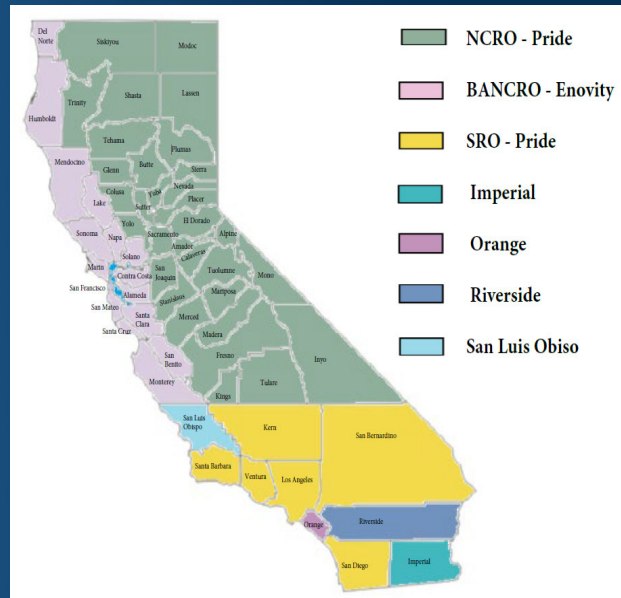 Del
Norte
Siskiyou
Modoc
NCRO - Pride
Humboldt
Trinity
Shasta
Lassen
BANCRO - Enovity
Tehama
Plumas
Mendocino
Glenn
Butte
Sierra
SRO - Pride
Colusa
Yuba
Nevada
Lake
Sutter
Placer
Imperial
Yolo
El Dorado
Sonoma
Napa
Sacramento
Alpine
Solano
Amador
Calaveras
Orange
Marin
Contra Costa
San
Joaquin
Tuolumne
Mono
San Francisco
Alameda
Stanislaus
Mariposa
Riverside
San Mateo
Santa
Clara
Merced
Santa Cruz
Madera
San Luis Obiso
San
Benito
Fresno
Inyo
Monterey
Kings
Tulare
San Luis
Obispo
Kern
San Bernardino
Santa Barbara
Ventura
Los Angeles
Orange
Riverside
San Diego
Imperial